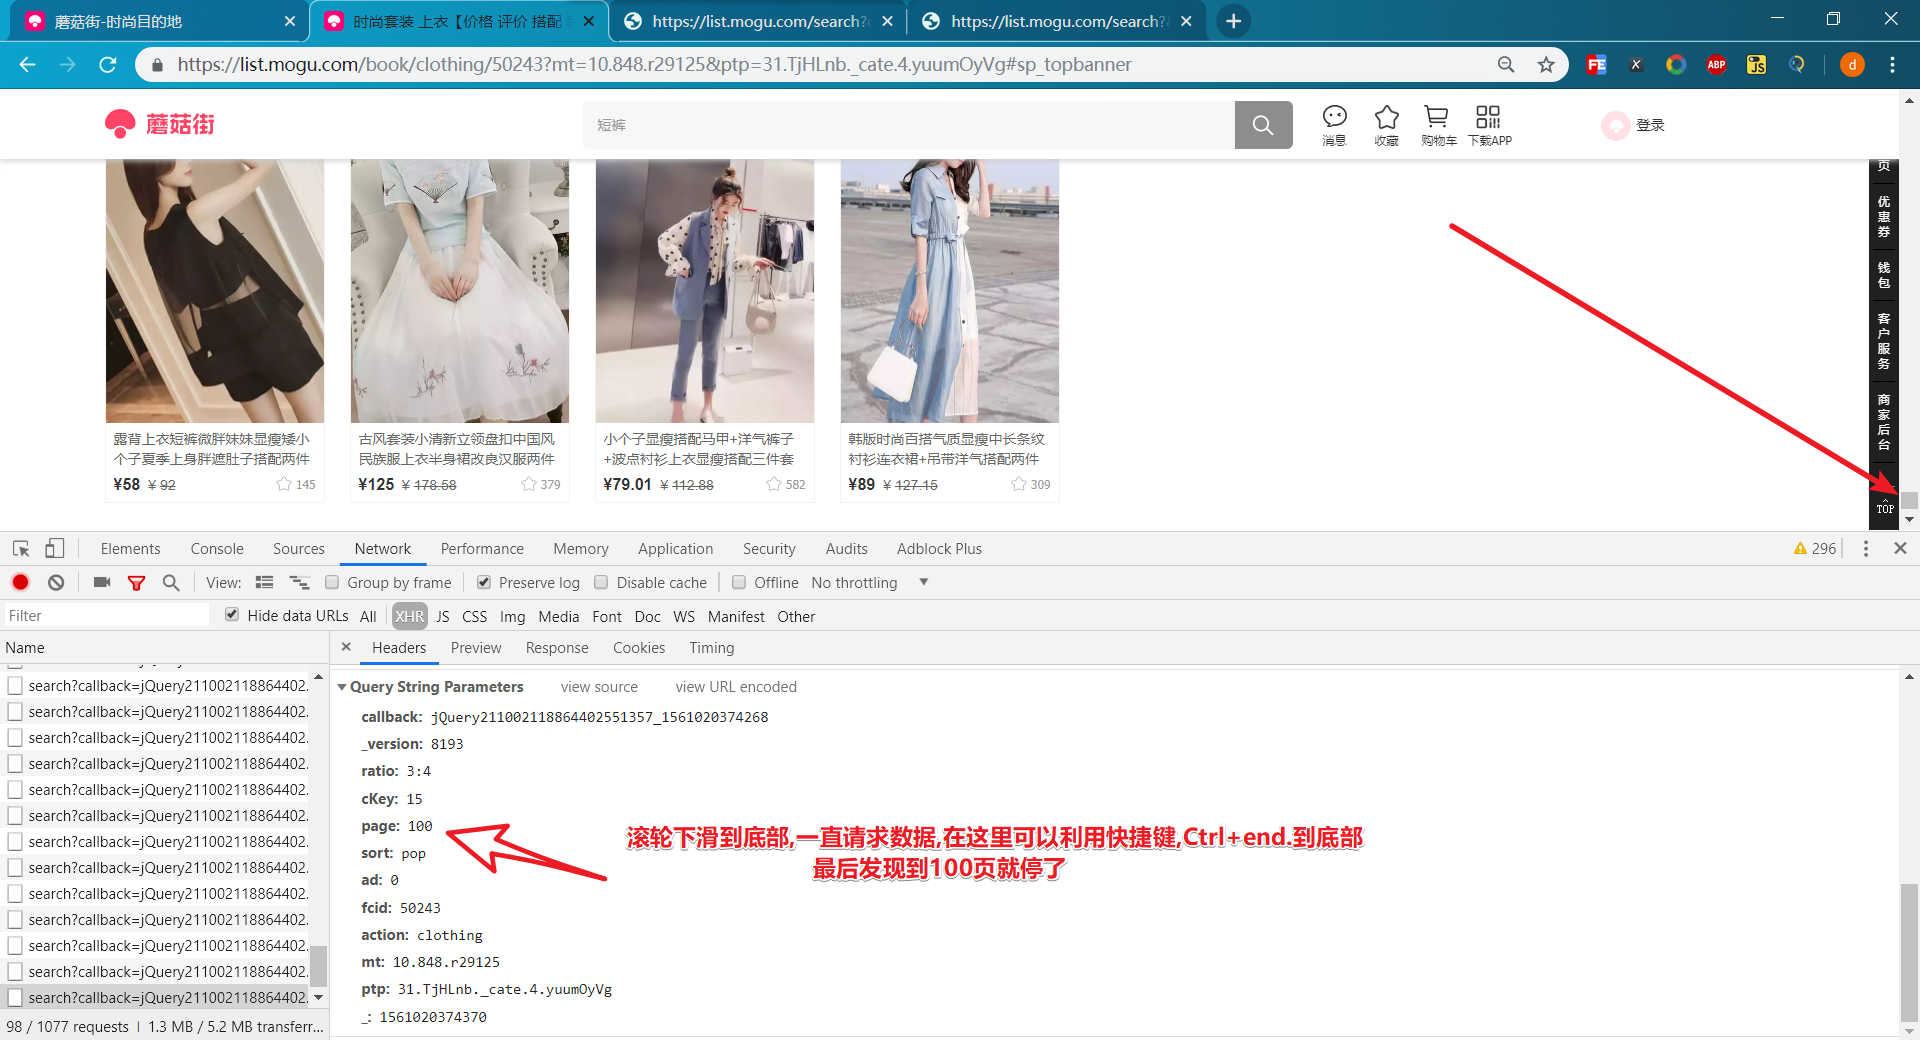 蘑菇街-时尚目的地
时尚套装 上衣【价格 评价 搭配
https://list.mogu.com/search?
https://list.mogu.com/search?
https://list.mogu.com/book/clothing/50243?mt=10.848.r29125&ptp=31.TjHLnb._cate.4.yuumOyVg#sp_topbanner
FE
X
ABP
JS
d
蘑菇街
短裤
消息
收藏
购物车
下载APP
登录
页
优惠券
钱包
客户服务
商家后台
TOP
露背上衣短裤微胖妹妹显瘦矮小
个子夏季上身胖遮肚子搭配两件
¥58 ¥ 92 145
古风套装小清新立领盘扣中国风
民族服上衣半身裙改良汉服两件
¥125 ¥ 178.58 379
小个子显瘦搭配马甲+洋气裤子
+波点衬衫上衣显瘦搭配三件套
¥79.01 ¥ 112.88 582
韩版时尚百搭气质显瘦中长条纹
衬衫连衣裙+吊带洋气搭配两件
¥89 ¥ 127.15 309
Elements Console Sources Network Performance Memory Application Security Audits Adblock Plus 296
View: Group by frame Preserve log Disable cache Offline No throttling
Filter Hide data URLs All XHR JS CSS Img Media Font Doc WS Manifest Other
Name
Headers Preview Response Cookies Timing
search?callback=jQuery211002118864402.
search?callback=jQuery211002118864402.
search?callback=jQuery211002118864402.
search?callback=jQuery211002118864402.
search?callback=jQuery211002118864402.
search?callback=jQuery211002118864402.
search?callback=jQuery211002118864402.
search?callback=jQuery211002118864402.
search?callback=jQuery211002118864402.
search?callback=jQuery211002118864402.
search?callback=jQuery211002118864402.
search?callback=jQuery211002118864402.
search?callback=jQuery211002118864402.
98 / 1077 requests | 1.3 MB / 5.2 MB transferr...
Query String Parameters view source view URL encoded
callback: jQuery211002118864402551357_1561020374268
_version: 8193
ratio: 3:4
cKey: 15
page: 100
sort: pop
ad: 0
fcid: 50243
action: clothing
mt: 10.848.r29125
ptp: 31.TjHLnb._cate.4.yuumOyVg
_: 1561020374370
滚轮下滑到底部,一直请求数据,在这里可以利用快捷键,Ctrl+end.到底部
最后发现到100页就停了